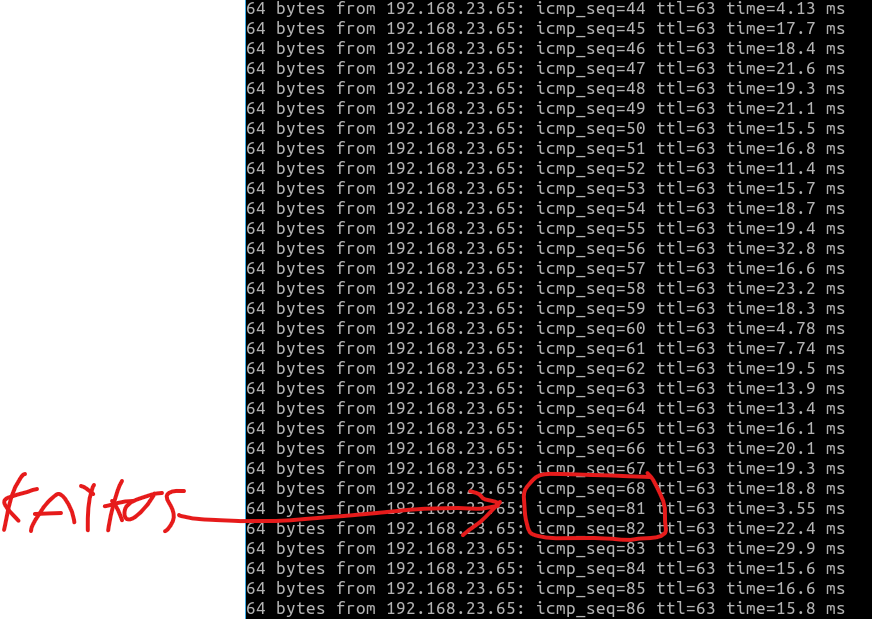 64 bytes from 192.168.23.65: icmp_seq=44 ttl=63 time=4.13 ms
64 bytes from 192.168.23.65: icmp_seq=45 ttl=63 time=17.7 ms
64 bytes from 192.168.23.65: icmp_seq=46 ttl=63 time=18.4 ms
64 bytes from 192.168.23.65: icmp_seq=47 ttl=63 time=21.6 ms
64 bytes from 192.168.23.65: icmp_seq=48 ttl=63 time=19.3 ms
64 bytes from 192.168.23.65: icmp_seq=49 ttl=63 time=21.1 ms
64 bytes from 192.168.23.65: icmp_seq=50 ttl=63 time=15.5 ms
64 bytes from 192.168.23.65: icmp_seq=51 ttl=63 time=16.8 ms
64 bytes from 192.168.23.65: icmp_seq=52 ttl=63 time=11.4 ms
64 bytes from 192.168.23.65: icmp_seq=53 ttl=63 time=15.7 ms
64 bytes from 192.168.23.65: icmp_seq=54 ttl=63 time=18.7 ms
64 bytes from 192.168.23.65: icmp_seq=55 ttl=63 time=19.4 ms
64 bytes from 192.168.23.65: icmp_seq=56 ttl=63 time=32.8 ms
64 bytes from 192.168.23.65: icmp_seq=57 ttl=63 time=16.6 ms
64 bytes from 192.168.23.65: icmp_seq=58 ttl=63 time=23.2 ms
64 bytes from 192.168.23.65: icmp_seq=59 ttl=63 time=18.3 ms
64 bytes from 192.168.23.65: icmp_seq=60 ttl=63 time=4.78 ms
64 bytes from 192.168.23.65: icmp_seq=61 ttl=63 time=7.74 ms
64 bytes from 192.168.23.65: icmp_seq=62 ttl=63 time=19.5 ms
64 bytes from 192.168.23.65: icmp_seq=63 ttl=63 time=13.9 ms
64 bytes from 192.168.23.65: icmp_seq=64 ttl=63 time=13.4 ms
64 bytes from 192.168.23.65: icmp_seq=65 ttl=63 time=16.1 ms
64 bytes from 192.168.23.65: icmp_seq=66 ttl=63 time=20.1 ms
64 bytes from 192.168.23.65: icmp_seq=67 ttl=63 time=19.3 ms
64 bytes from 192.168.23.65: icmp_seq=68 ttl=63 time=18.8 ms
KATKOS
64 bytes from 192.168.23.65: icmp_seq=81 ttl=63 time=3.55 ms
64 bytes from 192.168.23.65: icmp_seq=82 ttl=63 time=22.4 ms
64 bytes from 192.168.23.65: icmp_seq=83 ttl=63 time=29.9 ms
64 bytes from 192.168.23.65: icmp_seq=84 ttl=63 time=15.6 ms
64 bytes from 192.168.23.65: icmp_seq=85 ttl=63 time=16.6 ms
64 bytes from 192.168.23.65: icmp_seq=86 ttl=63 time=15.8 ms